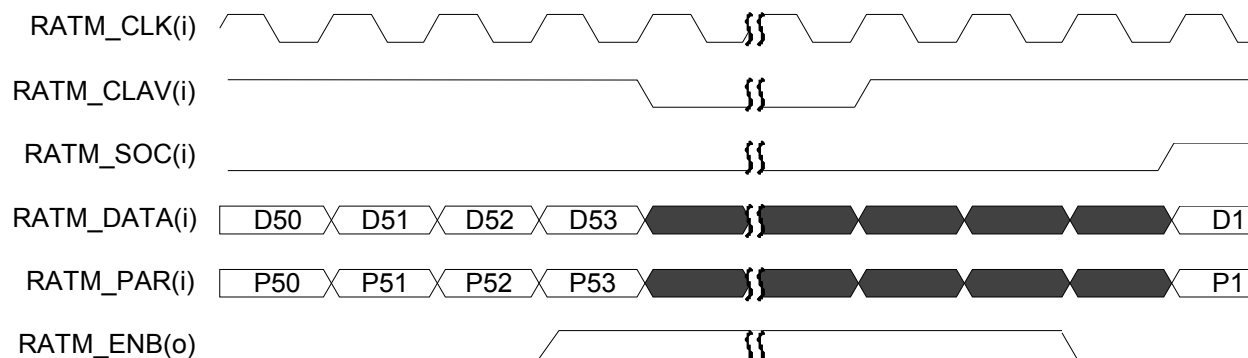 RATM_CLK(i)
RATM_CLAV(i)
RATM_SOC(i)
RATM_DATA(i) D50 D51 D52 D53 D1
RATM_PAR(i) P50 P51 P52 P53 P1
RATM_ENB(o)